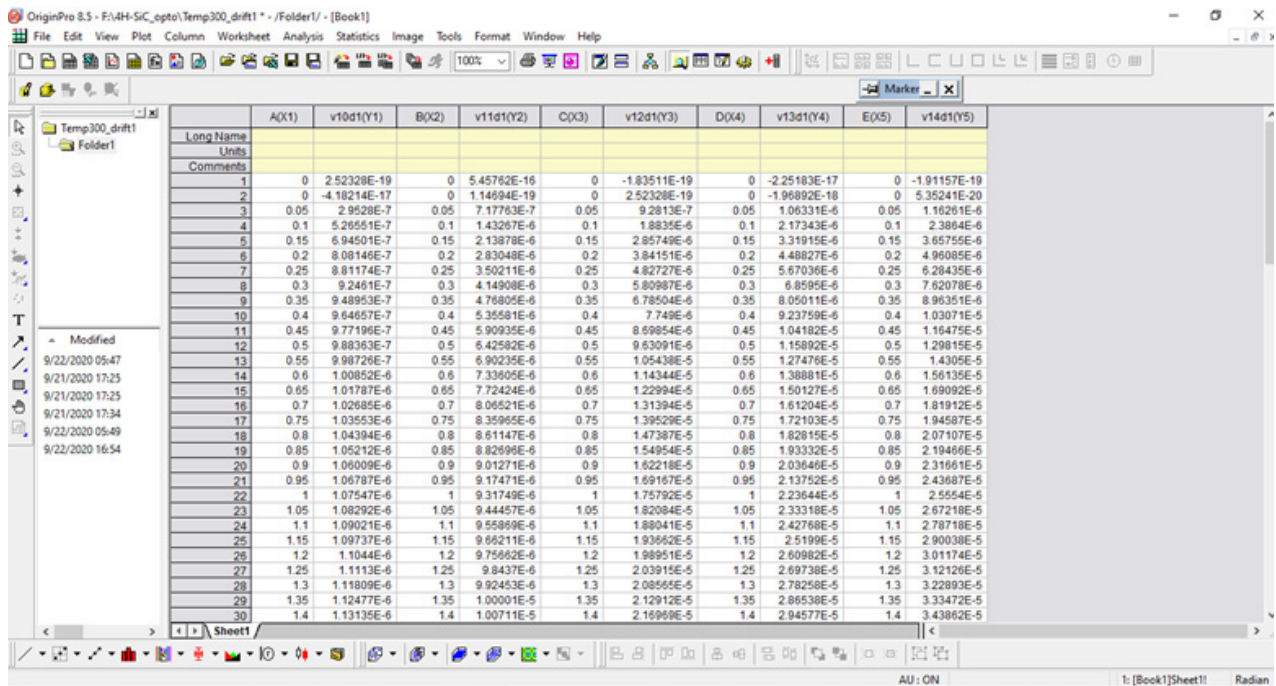 OriginPro 8.5 - F:\4H-SiC_opto\Temp300_drift1 * - /Folder1/ - [Book1]
File Edit View Plot Column Worksheet Analysis Statistics Image Tools Format Window Help
100%
Marker
Temp300_drift1
Folder1
Modified
9/22/2020 05:47
9/21/2020 17:25
9/21/2020 17:25
9/21/2020 17:34
9/22/2020 05:49
9/22/2020 16:54
A(X1) v10d1(Y1) B(X2) v11d1(Y2) C(X3) v12d1(Y3) D(X4) v13d1(Y4) E(X5) v14d1(Y5)
Long Name
Units
Comments
1 0 2.52328E-19 0 5.45762E-16 0 -1.83511E-19 0 -2.25183E-17 0 -1.91157E-19
2 0 -4.18214E-17 0 1.14694E-19 0 2.52328E-19 0 -1.96892E-18 0 5.35241E-20
3 0.05 2.9528E-7 0.05 7.17763E-7 0.05 9.2813E-7 0.05 1.06331E-6 0.05 1.16261E-6
4 0.1 5.26551E-7 0.1 1.43267E-6 0.1 1.8835E-6 0.1 2.17343E-6 0.1 2.3864E-6
5 0.15 6.94501E-7 0.15 2.13878E-6 0.15 2.85749E-6 0.15 3.31915E-6 0.15 3.65755E-6
6 0.2 8.08146E-7 0.2 2.83048E-6 0.2 3.84151E-6 0.2 4.48827E-6 0.2 4.96085E-6
7 0.25 8.81174E-7 0.25 3.50211E-6 0.25 4.82727E-6 0.25 5.67036E-6 0.25 6.28435E-6
8 0.3 9.2461E-7 0.3 4.14908E-6 0.3 5.80987E-6 0.3 6.8595E-6 0.3 7.62078E-6
9 0.35 9.48953E-7 0.35 4.76805E-6 0.35 6.78504E-6 0.35 8.05011E-6 0.35 8.96351E-6
10 0.4 9.64657E-7 0.4 5.35581E-6 0.4 7.749E-6 0.4 9.23759E-6 0.4 1.03071E-5
11 0.45 9.77196E-7 0.45 5.90935E-6 0.45 8.69854E-6 0.45 1.04182E-5 0.45 1.16475E-5
12 0.5 9.88363E-7 0.5 6.42582E-6 0.5 9.63091E-6 0.5 1.15892E-5 0.5 1.29815E-5
13 0.55 9.98726E-7 0.55 6.90235E-6 0.55 1.05438E-5 0.55 1.27476E-5 0.55 1.4305E-5
14 0.6 1.00852E-6 0.6 7.33605E-6 0.6 1.14344E-5 0.6 1.38881E-5 0.6 1.56135E-5
15 0.65 1.01787E-6 0.65 7.72424E-6 0.65 1.22994E-5 0.65 1.50127E-5 0.65 1.69092E-5
16 0.7 1.02685E-6 0.7 8.06521E-6 0.7 1.31394E-5 0.7 1.61204E-5 0.7 1.81912E-5
17 0.75 1.03553E-6 0.75 8.35965E-6 0.75 1.39529E-5 0.75 1.72103E-5 0.75 1.94587E-5
18 0.8 1.04394E-6 0.8 8.61147E-6 0.8 1.47387E-5 0.8 1.82815E-5 0.8 2.07107E-5
19 0.85 1.05212E-6 0.85 8.82696E-6 0.85 1.54954E-5 0.85 1.93332E-5 0.85 2.19466E-5
20 0.9 1.06009E-6 0.9 9.01271E-6 0.9 1.62218E-5 0.9 2.03646E-5 0.9 2.31661E-5
21 0.95 1.06787E-6 0.95 9.17471E-6 0.95 1.69167E-5 0.95 2.13752E-5 0.95 2.43687E-5
22 1 1.07547E-6 1 9.31749E-6 1 1.75792E-5 1 2.23644E-5 1 2.5554E-5
23 1.05 1.08292E-6 1.05 9.44457E-6 1.05 1.82084E-5 1.05 2.33318E-5 1.05 2.67218E-5
24 1.1 1.09021E-6 1.1 9.55869E-6 1.1 1.88041E-5 1.1 2.42768E-5 1.1 2.78718E-5
25 1.15 1.09737E-6 1.15 9.66211E-6 1.15 1.93662E-5 1.15 2.5199E-5 1.15 2.90038E-5
26 1.2 1.1044E-6 1.2 9.75662E-6 1.2 1.98951E-5 1.2 2.60982E-5 1.2 3.01174E-5
27 1.25 1.1113E-6 1.25 9.8437E-6 1.25 2.03915E-5 1.25 2.69738E-5 1.25 3.12126E-5
28 1.3 1.11809E-6 1.3 9.92453E-6 1.3 2.08565E-5 1.3 2.78258E-5 1.3 3.22893E-5
29 1.35 1.12477E-6 1.35 1.00001E-5 1.35 2.12912E-5 1.35 2.86538E-5 1.35 3.33472E-5
30 1.4 1.13135E-6 1.4 1.00711E-5 1.4 2.16969E-5 1.4 2.94577E-5 1.4 3.43862E-5
Sheet1
AU : ON 1: [Book1]Sheet1! Radian